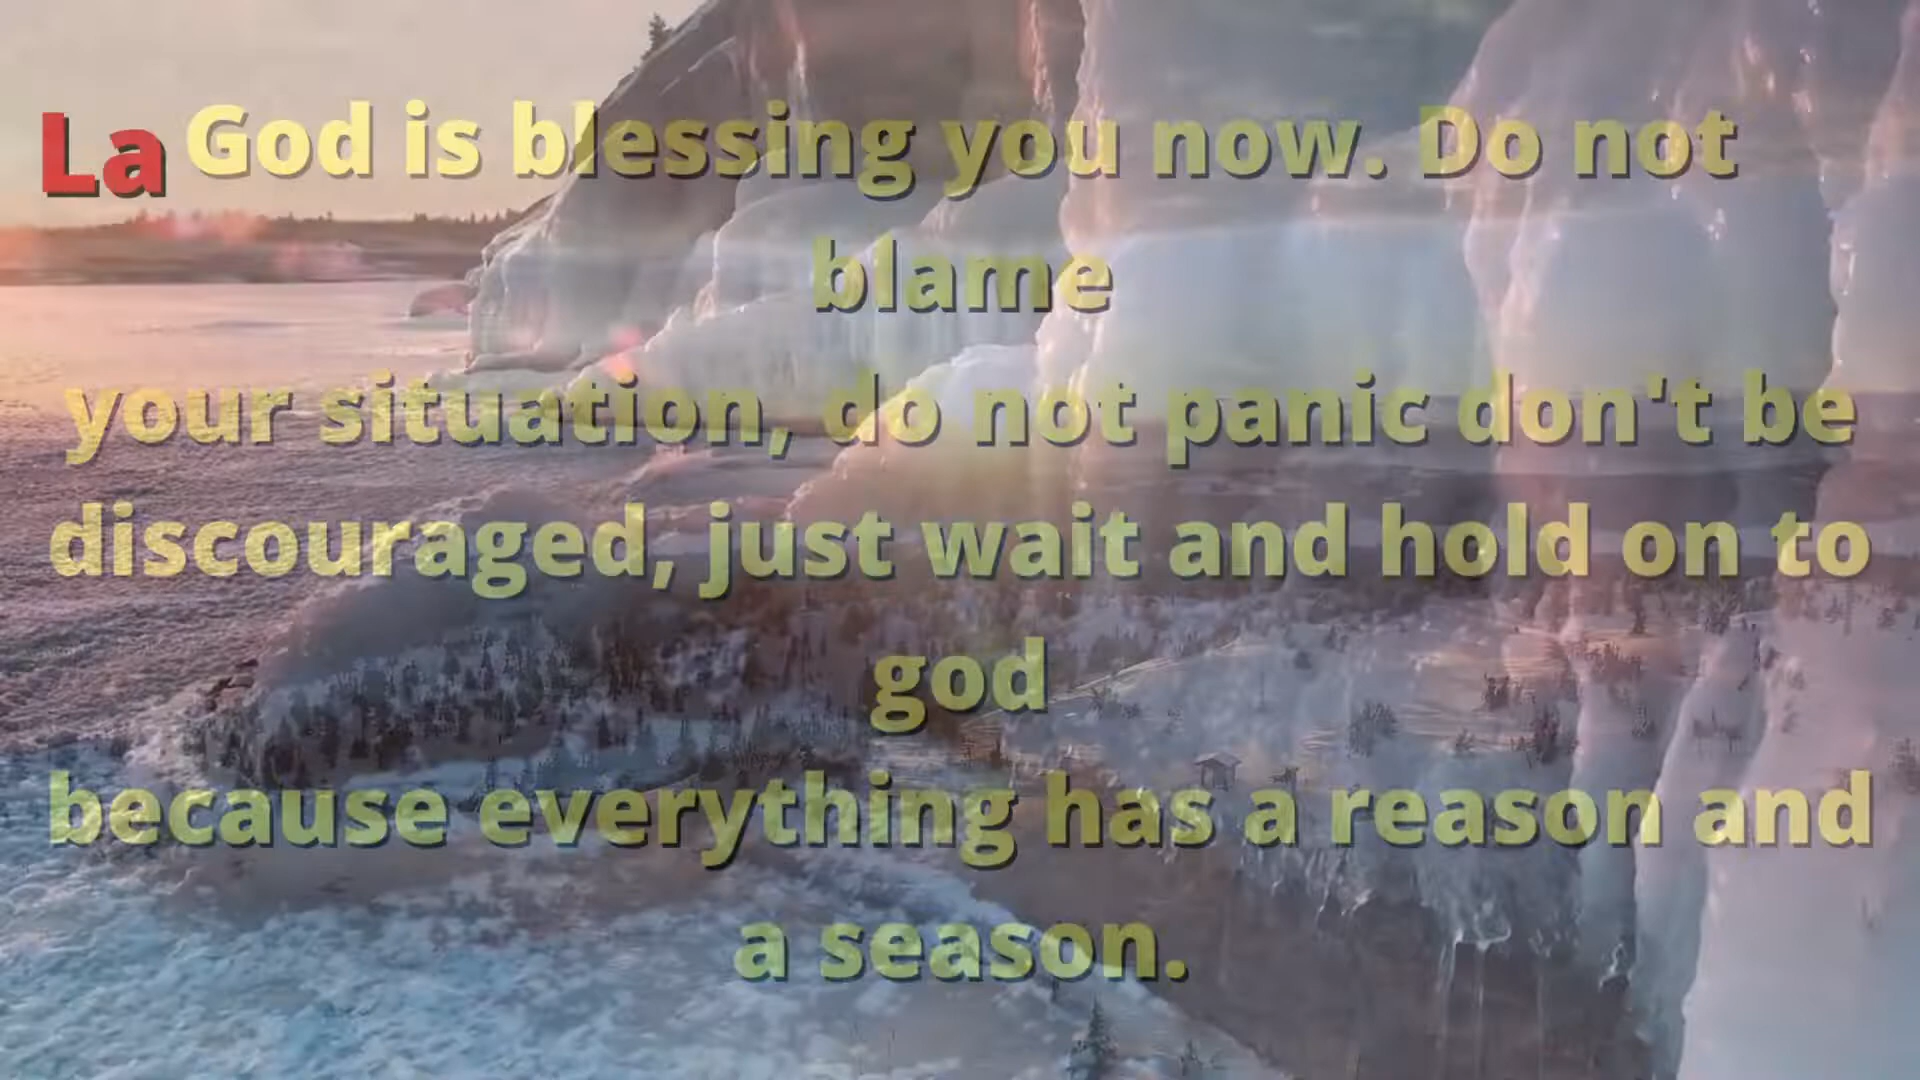 La
God is blessing you now. Do not
blame
your situation, do not panic don't be
discouraged, just wait and hold on to
god
because everything has a reason and
a season.